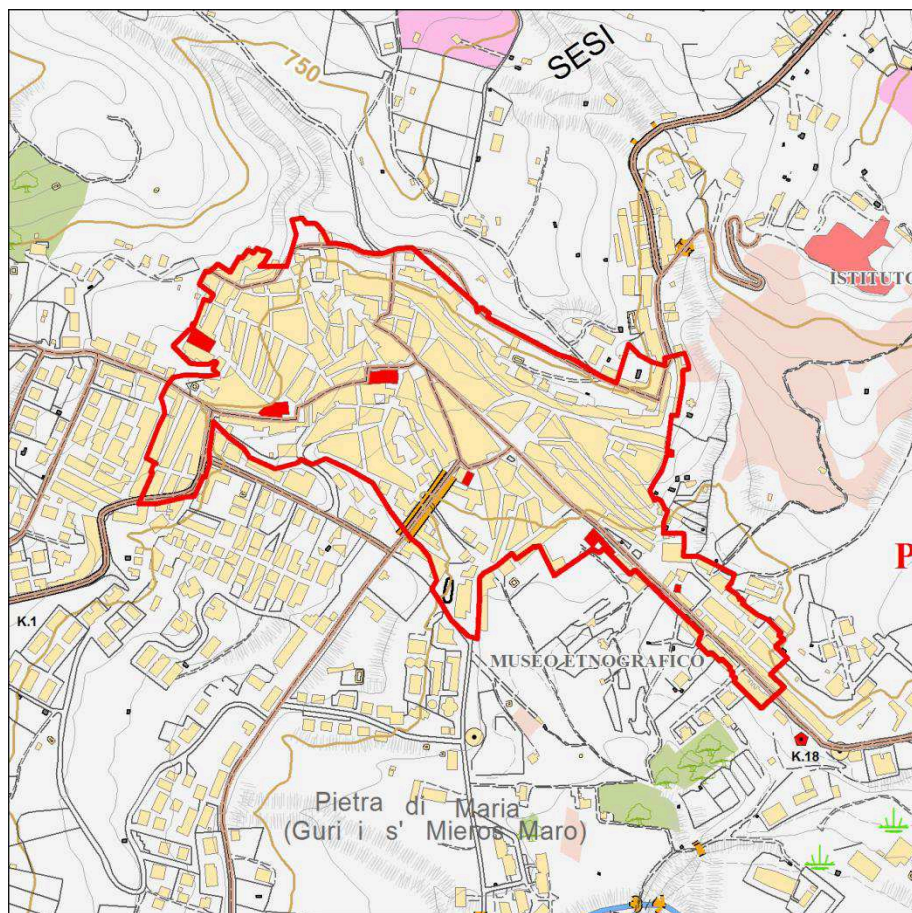 SESI
750
ISTITUTO
P
K.1
MUSEO ETNOGRAFICO
K.18
Pietra di Maria
(Guri i s' Mieros Maro)